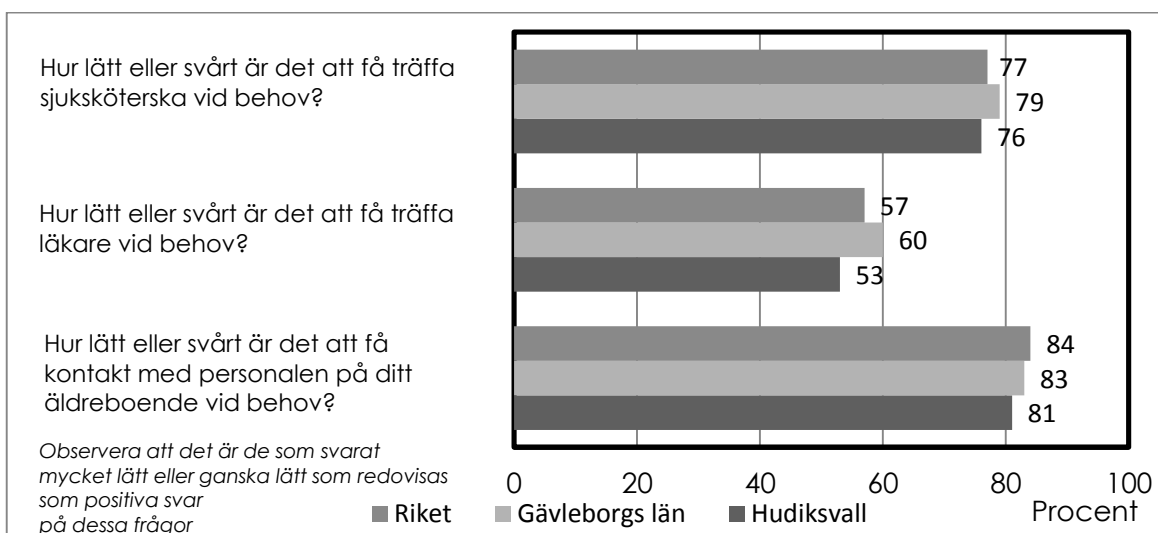 Hur lätt eller svårt är det att få träffa
sjuksköterska vid behov?
77
79
76
Hur lätt eller svårt är det att få träffa
läkare vid behov?
57
60
53
Hur lätt eller svårt är det att få
kontakt med personalen på ditt
äldreboende vid behov?
84
83
81
Observera att det är de som svarat
mycket lätt eller ganska lätt som redovisas
som positiva svar
på dessa frågor
0 20 40 60 80 100
Riket Gävleborgs län Hudiksvall Procent